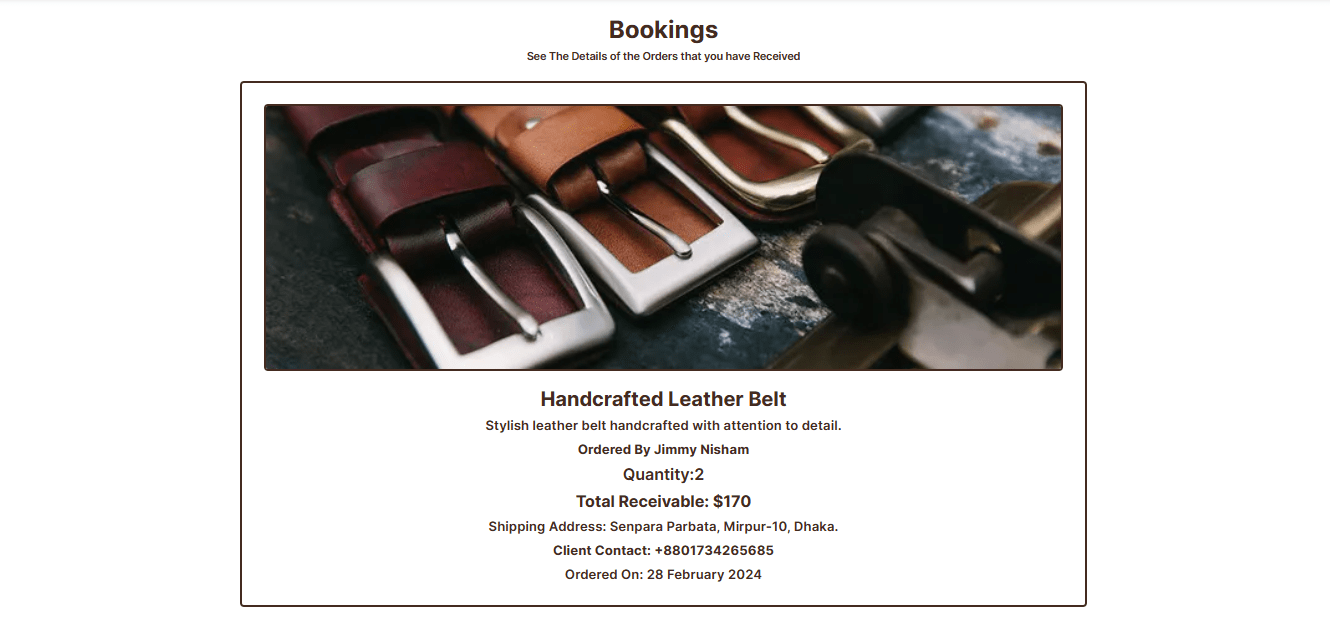 Bookings
See The Details of the Orders that you have Received
Handcrafted Leather Belt
Stylish leather belt handcrafted with attention to detail.
Ordered By Jimmy Nisham
Quantity:2
Total Receivable: $170
Shipping Address: Senpara Parbata, Mirpur-10, Dhaka.
Client Contact: +8801734265685
Ordered On: 28 February 2024